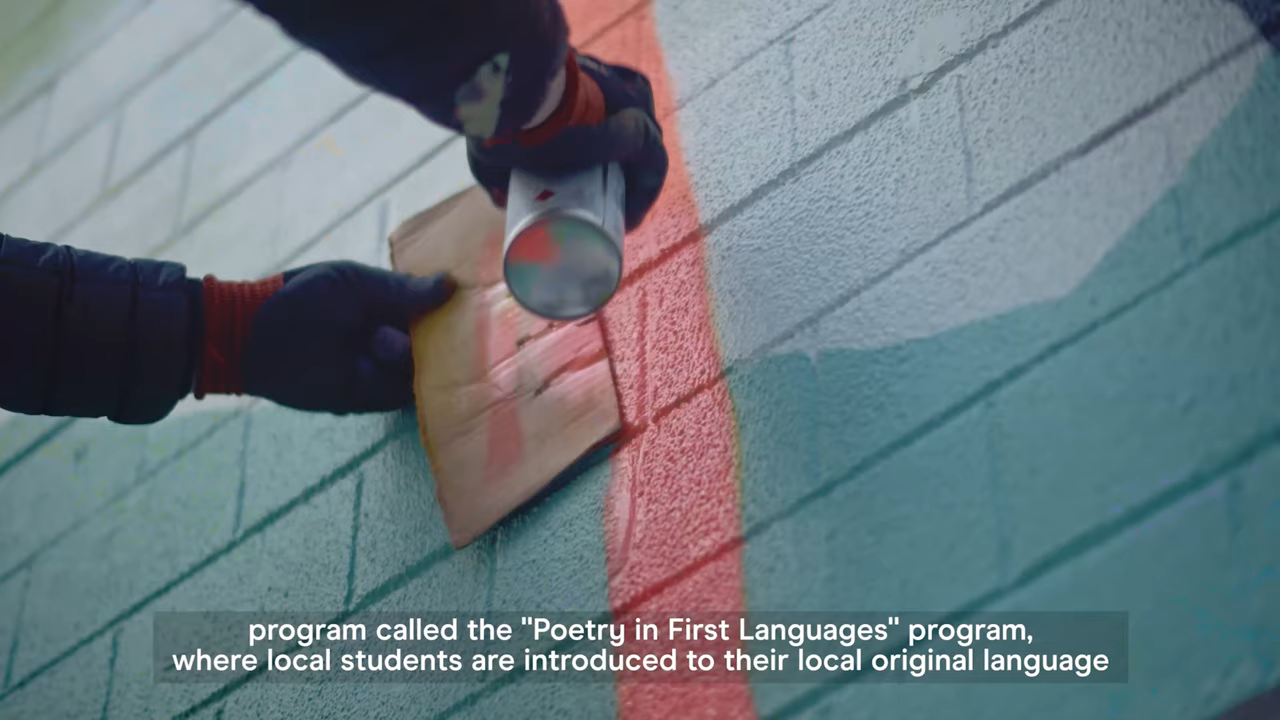 program called the "Poetry in First Languages" program,
where local students are introduced to their local original language